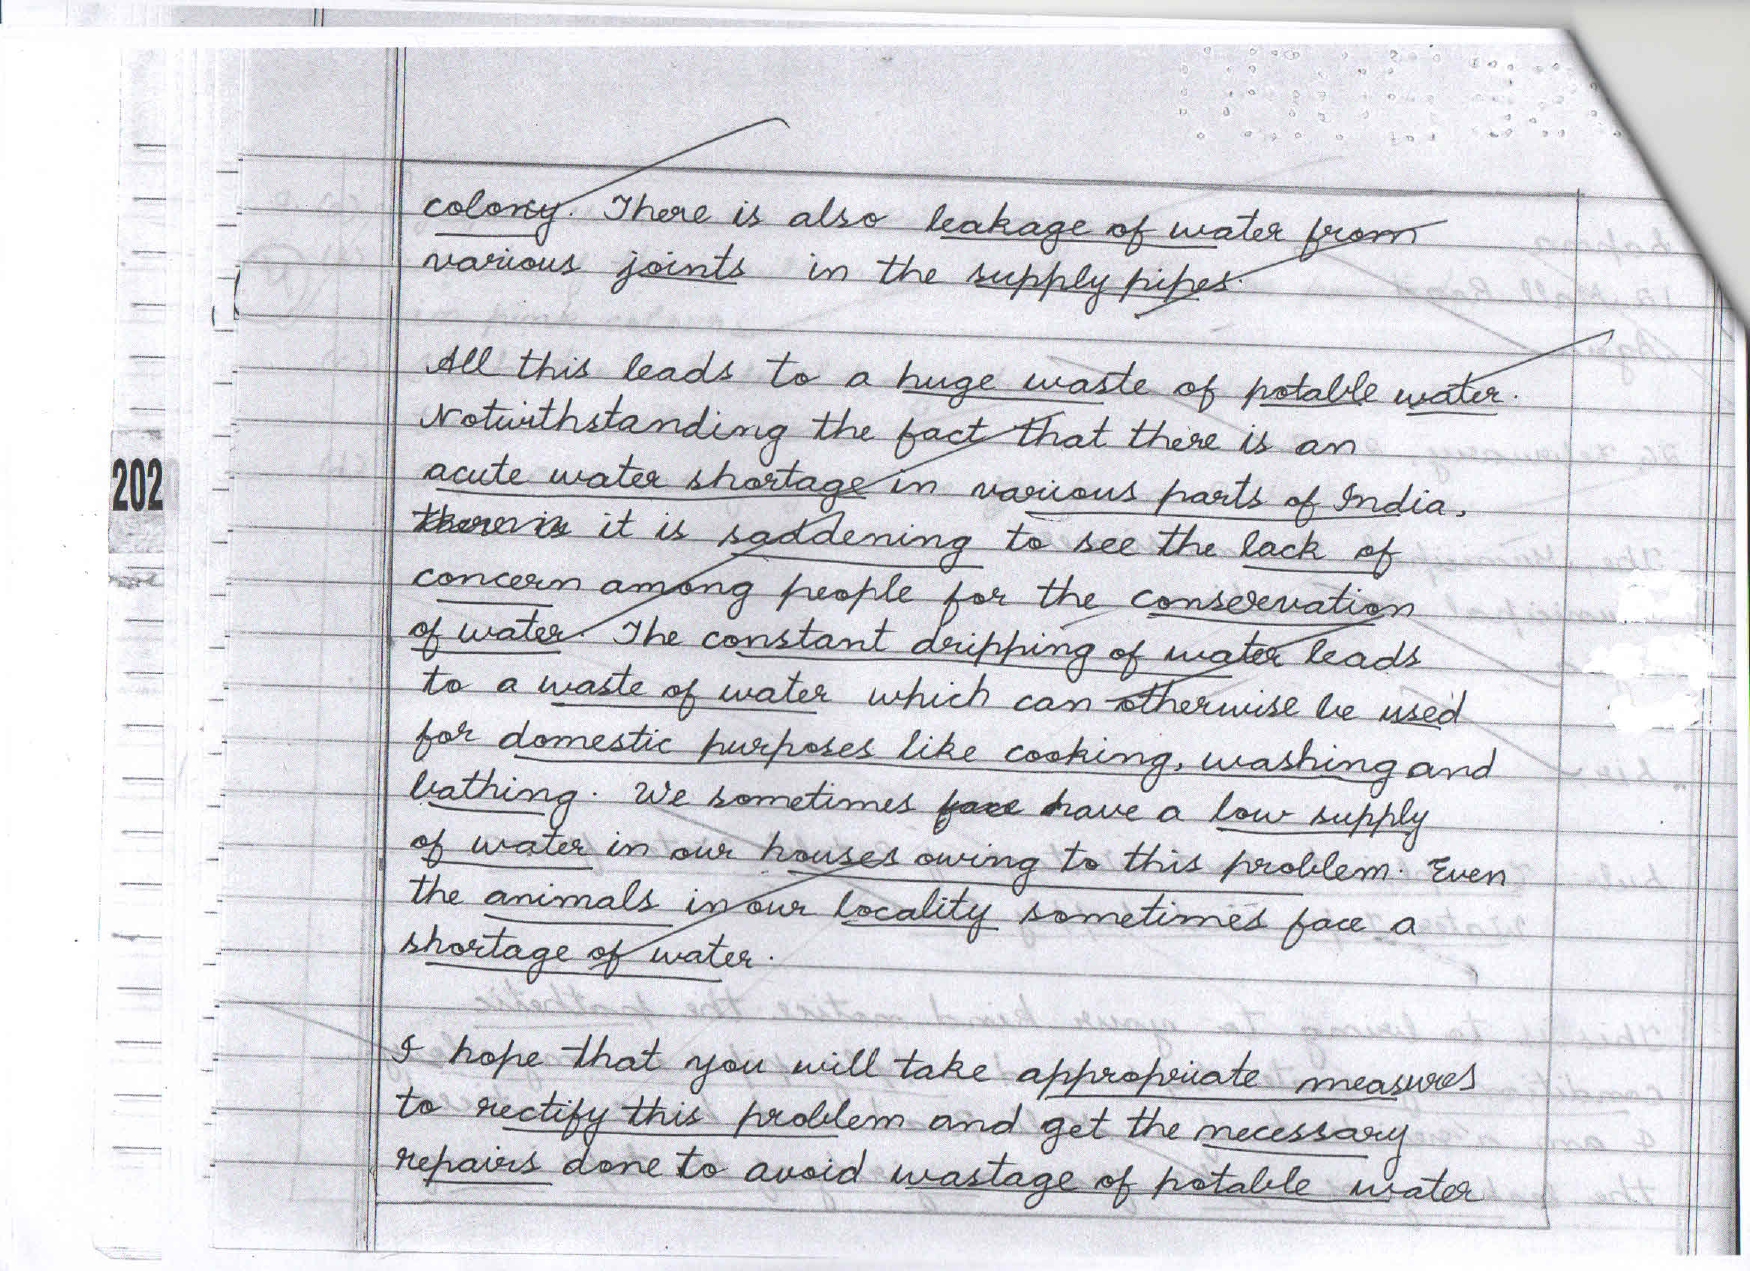 colony. There is also leakage of water from
various joints in the supply pipes.
All this leads to a huge waste of potable water.
Notwithstanding the fact that there is an
acute water shortage in various parts of India,
202
there is it is saddening to see the lack of
concern among people for the conservation
of water. The constant dripping of water leads
to a waste of water which can otherwise be used
for domestic purposes like cooking, washing and
bathing. We sometimes face have a low supply
of water in our houses owing to this problem. Even
the animals in our locality sometimes face a
shortage of water.
I hope that you will take appropriate measures
to rectify this problem and get the necessary
repairs done to avoid wastage of potable water